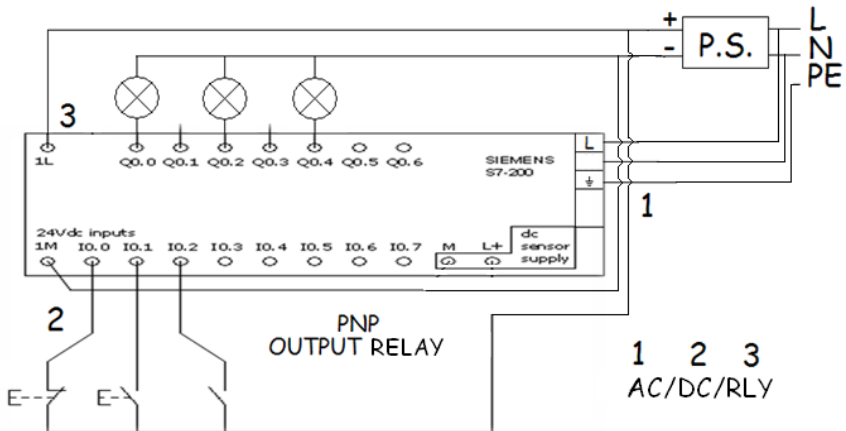 + P.S. L
- N
PE
3
1L Q0.0 Q0.1 Q0.2 Q0.3 Q0.4 Q0.5 Q0.6
SIEMENS
S7-200
L
1
24Vdc inputs
1M I0.0 I0.1 I0.2 I0.3 I0.4 I0.5 I0.6 I0.7 M L+
dc
sensor
supply
2
PNP
OUTPUT RELAY
1 2 3
AC/DC/RLY
E
E